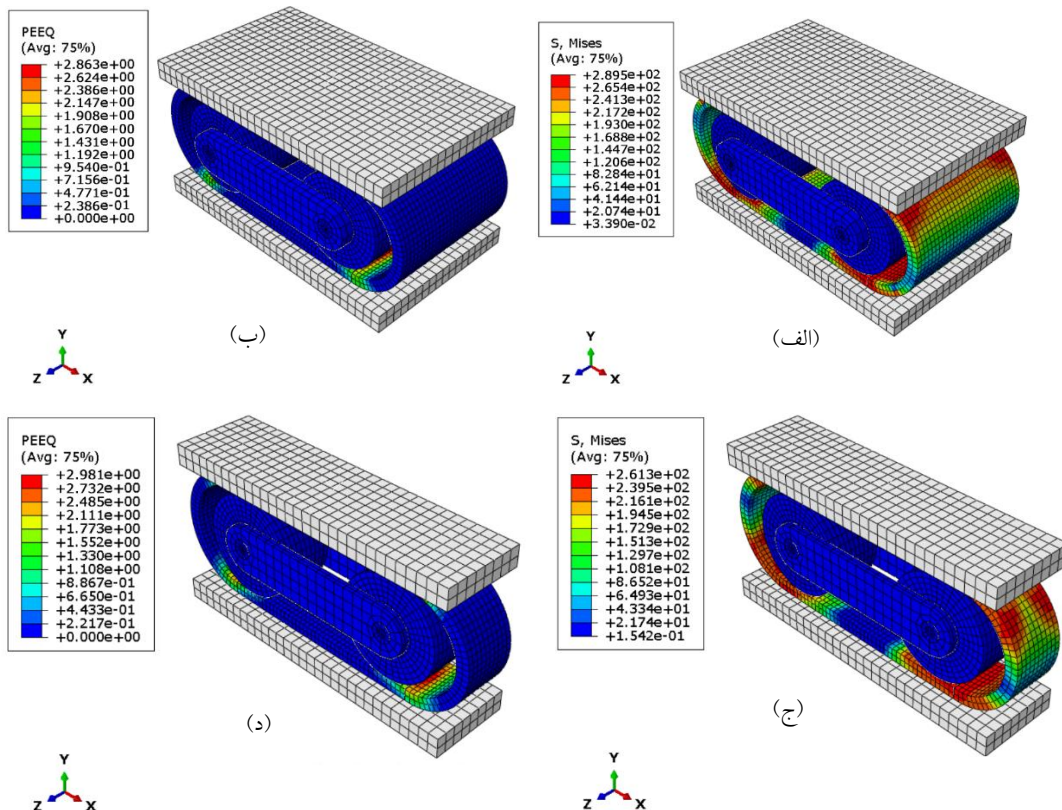 PEEQ
(Avg: 75%)
+2.863e+00
+2.624e+00
+2.386e+00
+2.147e+00
+1.908e+00
+1.670e+00
+1.431e+00
+1.192e+00
+9.540e-01
+7.156e-01
+4.771e-01
+2.386e-01
+0.000e+00
Y
Z
X
(ب)
S, Mises
(Avg: 75%)
+2.895e+02
+2.654e+02
+2.413e+02
+2.172e+02
+1.930e+02
+1.688e+02
+1.447e+02
+1.206e+02
+8.284e+01
+6.214e+01
+4.144e+01
+2.074e+01
+3.390e-02
Y
Z
X
(الف)
PEEQ
(Avg: 75%)
+2.981e+00
+2.732e+00
+2.485e+00
+2.111e+00
+1.773e+00
+1.552e+00
+1.330e+00
+1.108e+00
+8.867e-01
+6.650e-01
+4.433e-01
+2.217e-01
+0.000e+00
Y
Z
X
(د)
S, Mises
(Avg: 75%)
+2.613e+02
+2.395e+02
+2.161e+02
+1.945e+02
+1.729e+02
+1.513e+02
+1.297e+02
+1.081e+02
+8.652e+01
+6.493e+01
+4.334e+01
+2.174e+01
+1.542e-01
Y
Z
X
(ج)